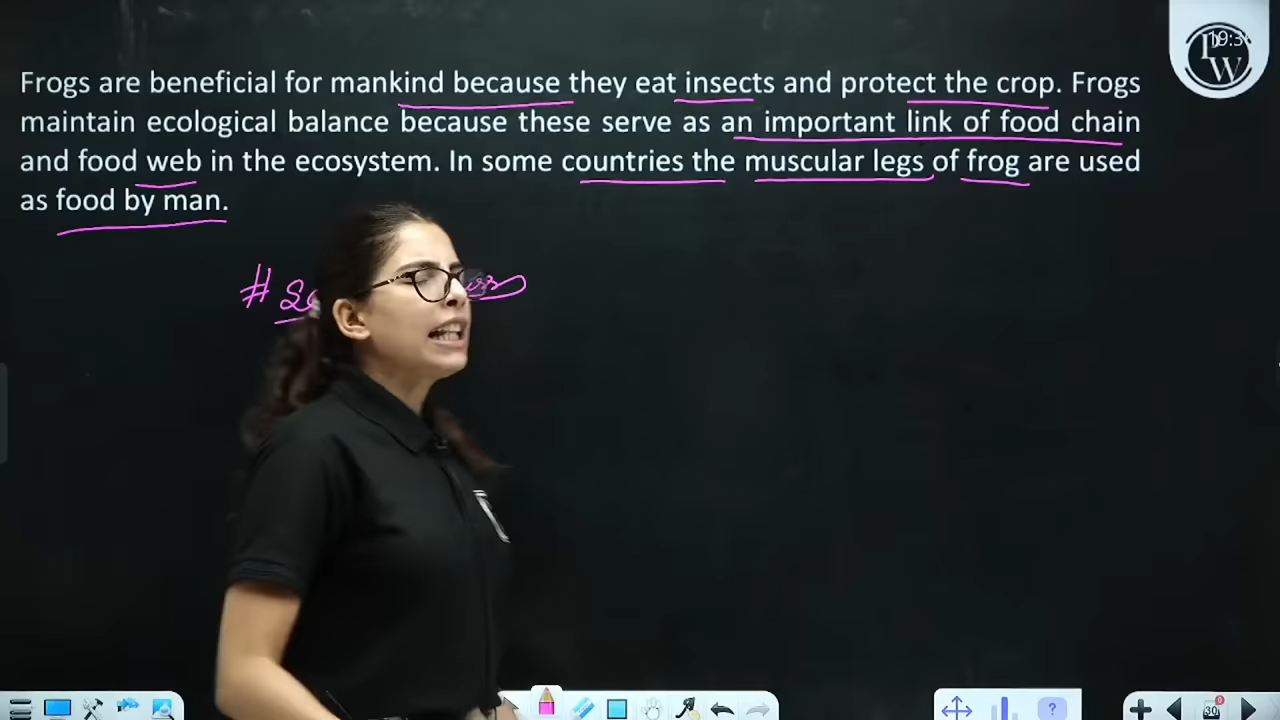 Frogs are beneficial for mankind because they eat insects and protect the crop. Frogs
maintain ecological balance because these serve as an important link of food chain
and food web in the ecosystem. In some countries the muscular legs of frog are used
as food by man.
#
30